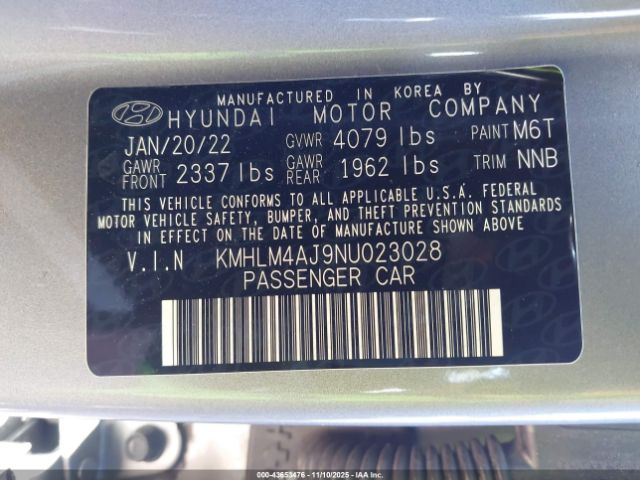 MANUFACTURED IN KOREA BY
HYUNDAI MOTOR COMPANY
JAN/20/22 GVWR 4079 lbs PAINT M6T
GAWR FRONT 2337 lbs GAWR REAR 1962 lbs TRIM NNB
THIS VEHICLE CONFORMS TO ALL APPLICABLE U.S.A. FEDERAL
MOTOR VEHICLE SAFETY, BUMPER, AND THEFT PREVENTION STANDARDS
IN EFFECT ON THE DATE OF MANUFACTURE SHOWN ABOVE.
V.I.N KMHLM4AJ9NU023028
PASSENGER CAR
000-43653476 - 11/10/2025 - IAA Inc.